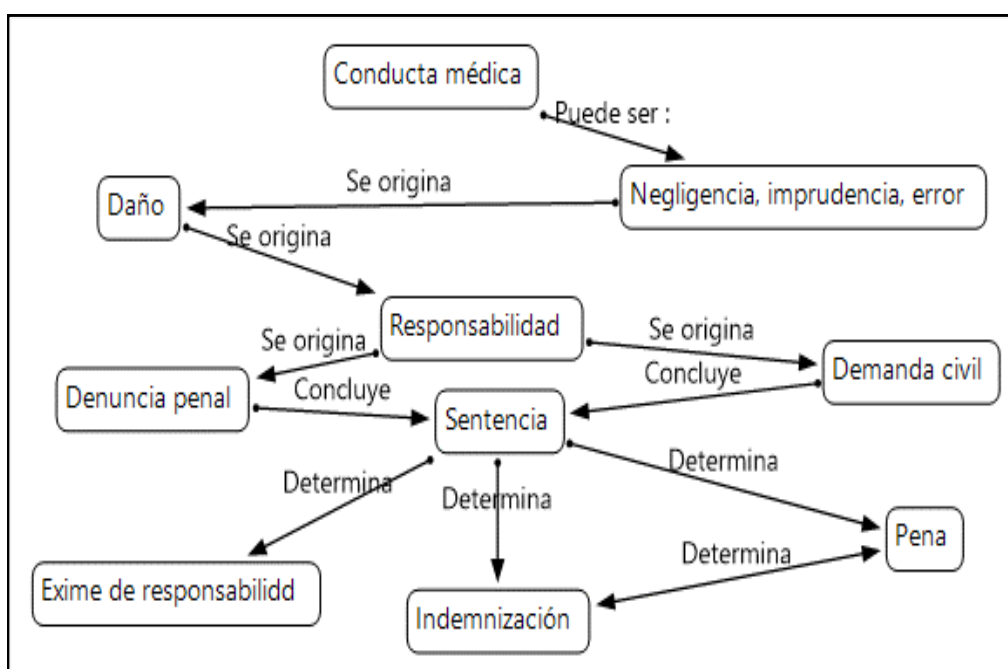 Conducta médica
Puede ser :
Negligencia, imprudencia, error
Se origina
Daño
Se origina
Responsabilidad
Se origina
Se origina
Denuncia penal
Demanda civil
Concluye
Concluye
Sentencia
Determina
Determina
Determina
Pena
Determina
Exime de responsabilidd
Indemnización